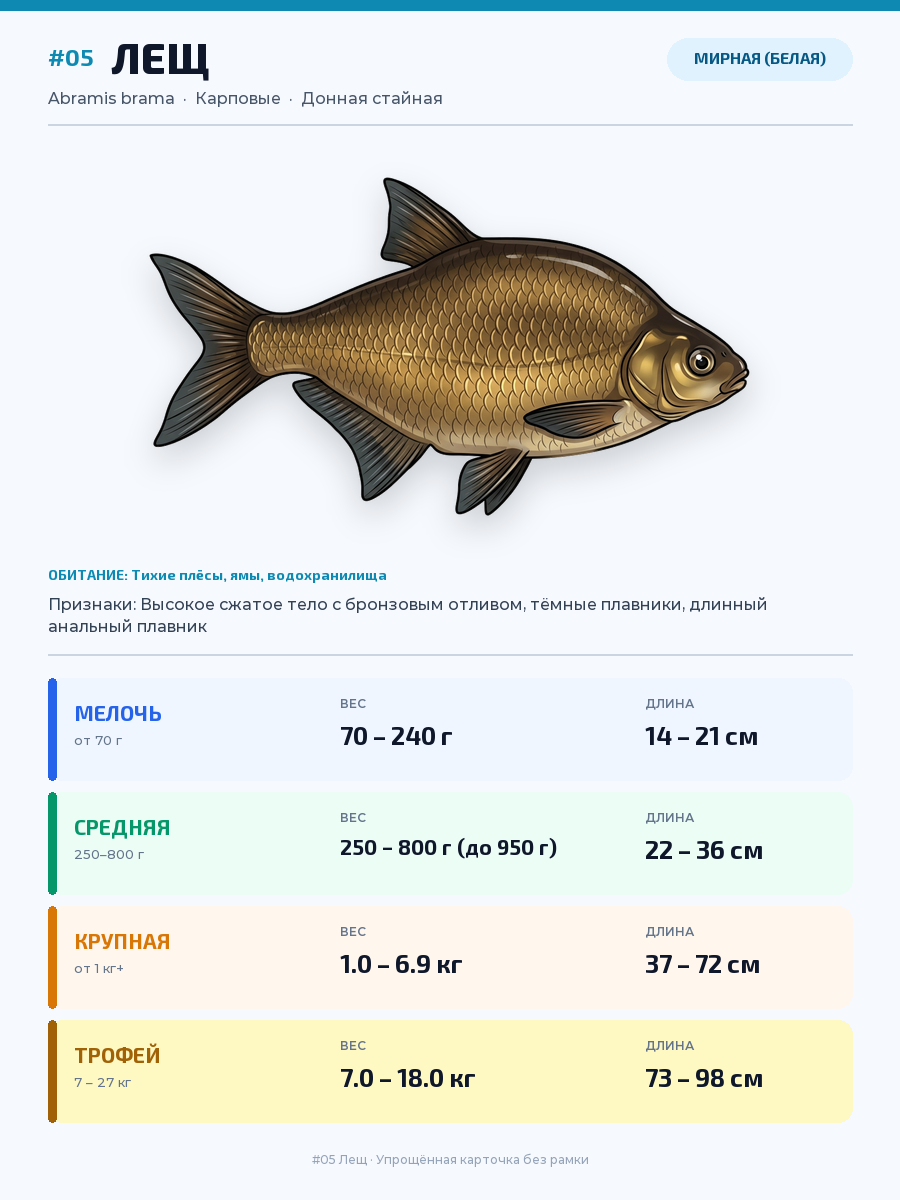 #05 ЛЕЩ
МИРНАЯ (БЕЛАЯ)
Abramis brama · Карповые · Донная стайная
ОБИТАНИЕ: Тихие плёсы, ямы, водохранилища
Признаки: Высокое сжатое тело с бронзовым отливом, тёмные плавники, длинный
анальный плавник
МЕЛОЧЬ
от 70 г
ВЕС
70 – 240 г
ДЛИНА
14 – 21 см
СРЕДНЯЯ
250–800 г
ВЕС
250 – 800 г (до 950 г)
ДЛИНА
22 – 36 см
КРУПНАЯ
от 1 кг+
ВЕС
1.0 – 6.9 кг
ДЛИНА
37 – 72 см
ТРОФЕЙ
7 – 27 кг
ВЕС
7.0 – 18.0 кг
ДЛИНА
73 – 98 см
#05 Лещ · Упрощённая карточка без рамки